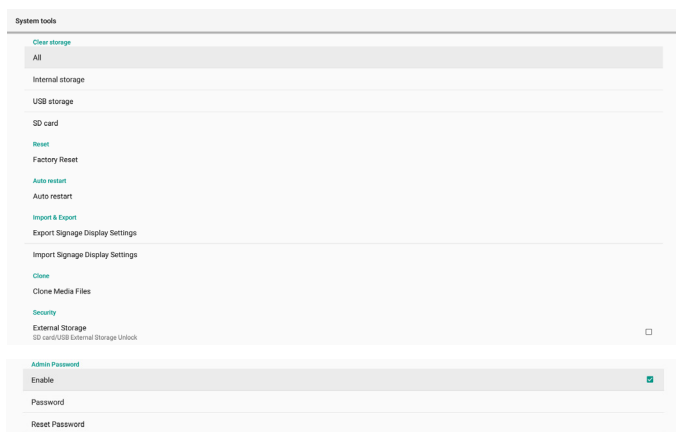 System tools
Clear storage
All
Internal storage
USB storage
SD card
Reset
Factory Reset
Auto restart
Auto restart
Import & Export
Export Signage Display Settings
Import Signage Display Settings
Clone
Clone Media Files
Security
External Storage
SD card/USB External Storage Unlock
Admin Password
Enable
Password
Reset Password